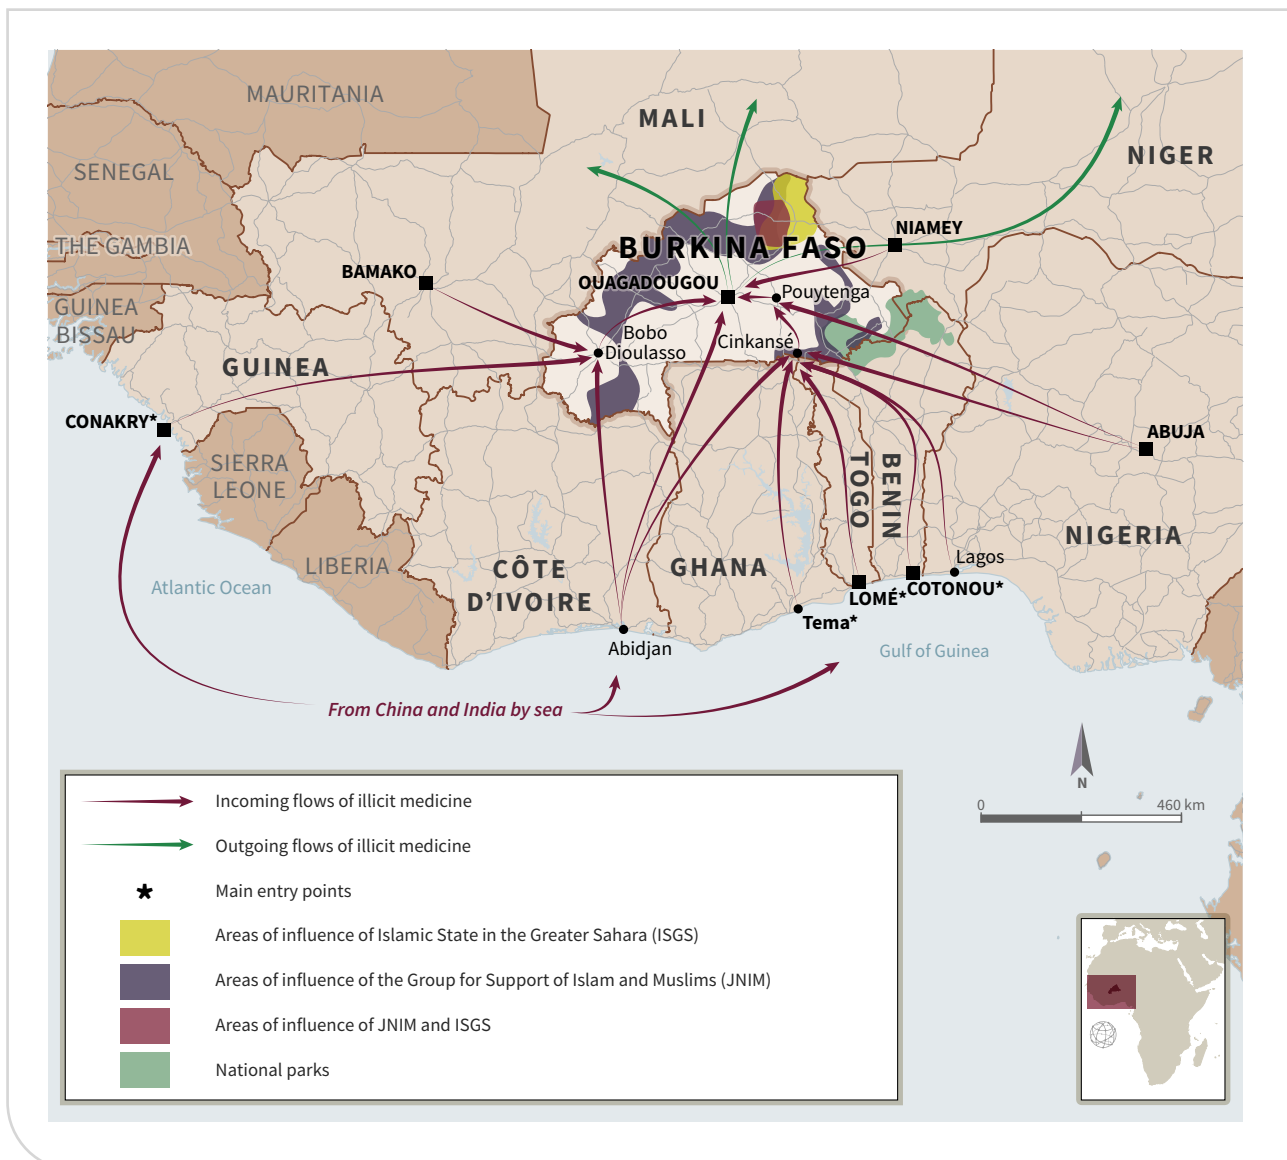 MAURITANIA
MALI
NIGER
SENEGAL
THE GAMBIA
GUINEA
BISSAU
NIAMEY
BURKINA FASO
BAMAKO
OUAGADOUGOU
Pouytenga
Bobo
Dioulasso
Cinkansé
GUINEA
CONAKRY*
ABUJA
SIERRA
LEONE
TOGO
BENIN
NIGERIA
LIBERIA
CÔTE
D'IVOIRE
GHANA
Lagos
Atlantic Ocean
LOMÉ*
COTONOU*
Tema*
Abidjan
Gulf of Guinea
From China and India by sea
N
0 460 km
Incoming flows of illicit medicine
Outgoing flows of illicit medicine
* Main entry points
Areas of influence of Islamic State in the Greater Sahara (ISGS)
Areas of influence of the Group for Support of Islam and Muslims (JNIM)
Areas of influence of JNIM and ISGS
National parks